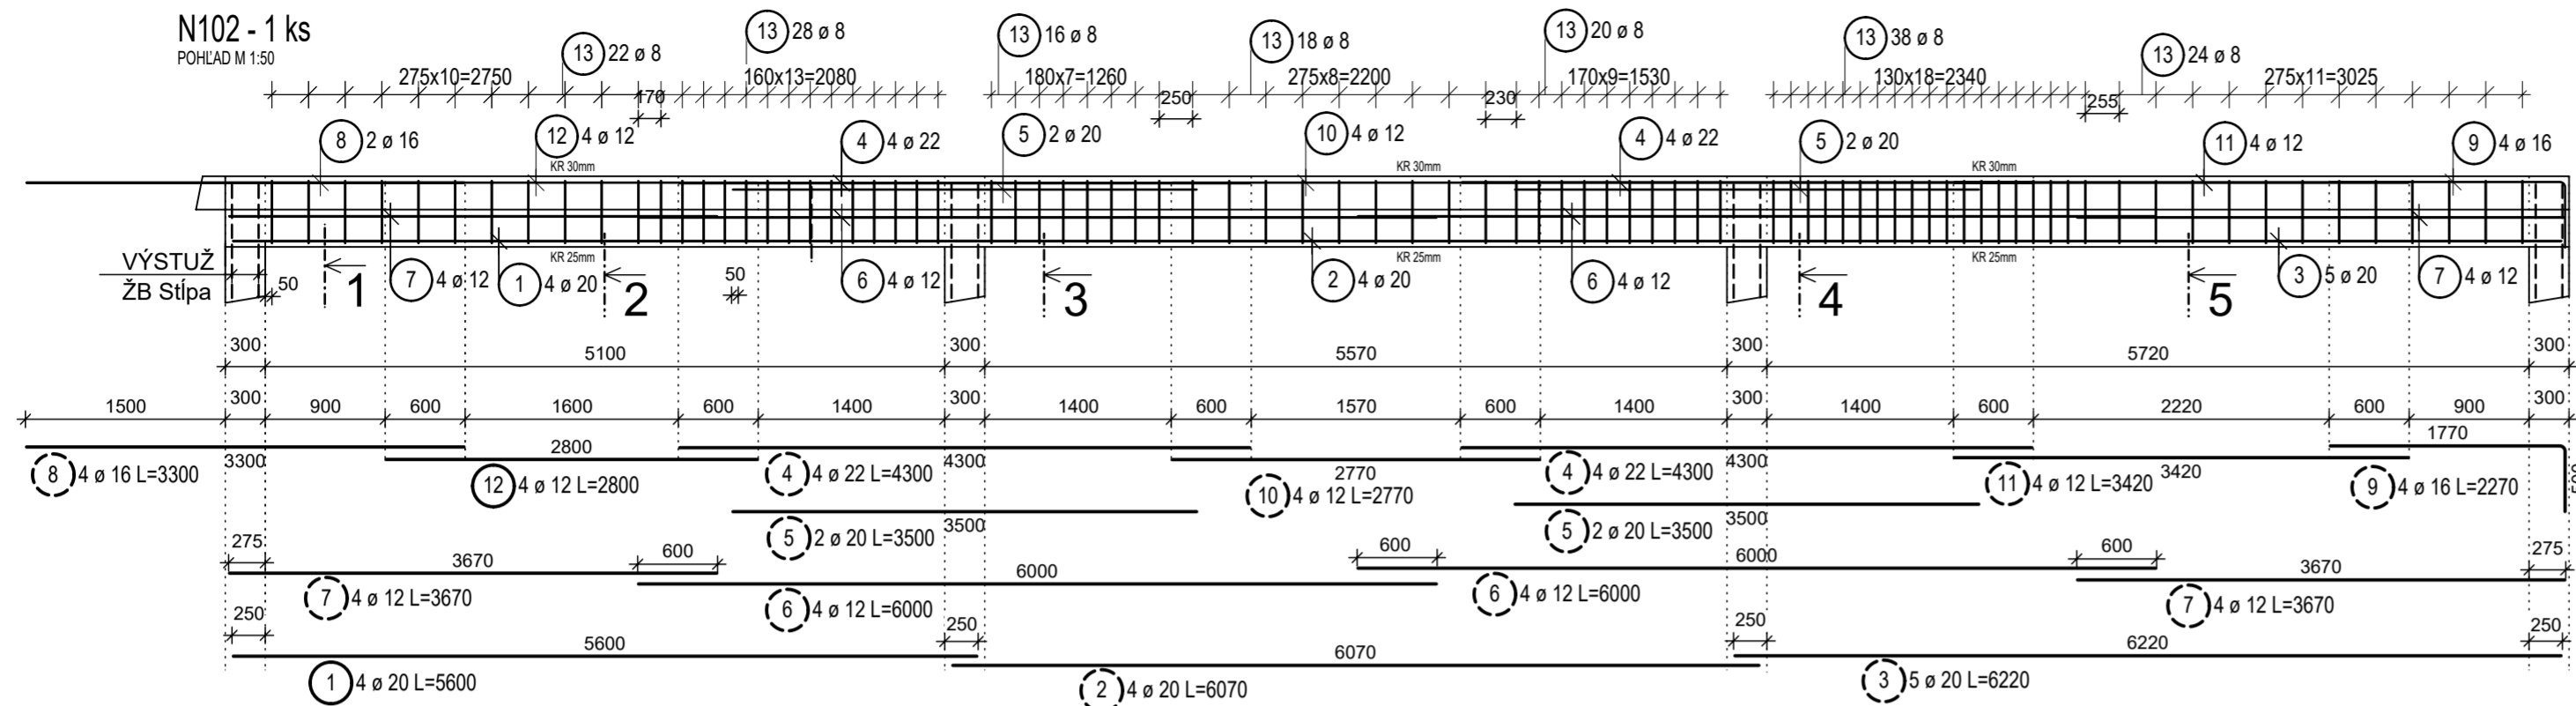 N102 - 1 ks
POHĽAD M 1:50
13 22 ø 8
13 28 ø 8
13 16 ø 8
13 18 ø 8
13 20 ø 8
13 38 ø 8
13 24 ø 8
275x10=2750
160x13=2080
180x7=1260
275x8=2200
170x9=1530
130x18=2340
275x11=3025
170
250
230
255
8 2 ø 16
12 4 ø 12
4 4 ø 22
5 2 ø 20
10 4 ø 12
4 4 ø 22
5 2 ø 20
11 4 ø 12
9 4 ø 16
KR 30mm
KR 30mm
KR 30mm
KR 25mm
KR 25mm
KR 25mm
VÝSTUŽ
ŽB Stĺpa
50
1
7 4 ø 12
1 4 ø 20
2
50
6 4 ø 12
3
2 4 ø 20
6 4 ø 12
4
5
3 5 ø 20
7 4 ø 12
300 5100 300 5570 300 5720 300
1500 300 900 600 1600 600 1400 300 1400 600 1570 600 1400 300 1400 600 2220 600 900 300
3300
8 4 ø 16 L=3300
2800
12 4 ø 12 L=2800
4300
4 4 ø 22 L=4300
2770
10 4 ø 12 L=2770
4300
4 4 ø 22 L=4300
3420
11 4 ø 12 L=3420
1770
500
9 4 ø 16 L=2270
3500
5 2 ø 20 L=3500
3500
5 2 ø 20 L=3500
275
3670
600
7 4 ø 12 L=3670
6000
6 4 ø 12 L=6000
600
6000
6 4 ø 12 L=6000
600
3670
275
7 4 ø 12 L=3670
250
5600
250
1 4 ø 20 L=5600
6070
2 4 ø 20 L=6070
250
6220
250
3 5 ø 20 L=6220